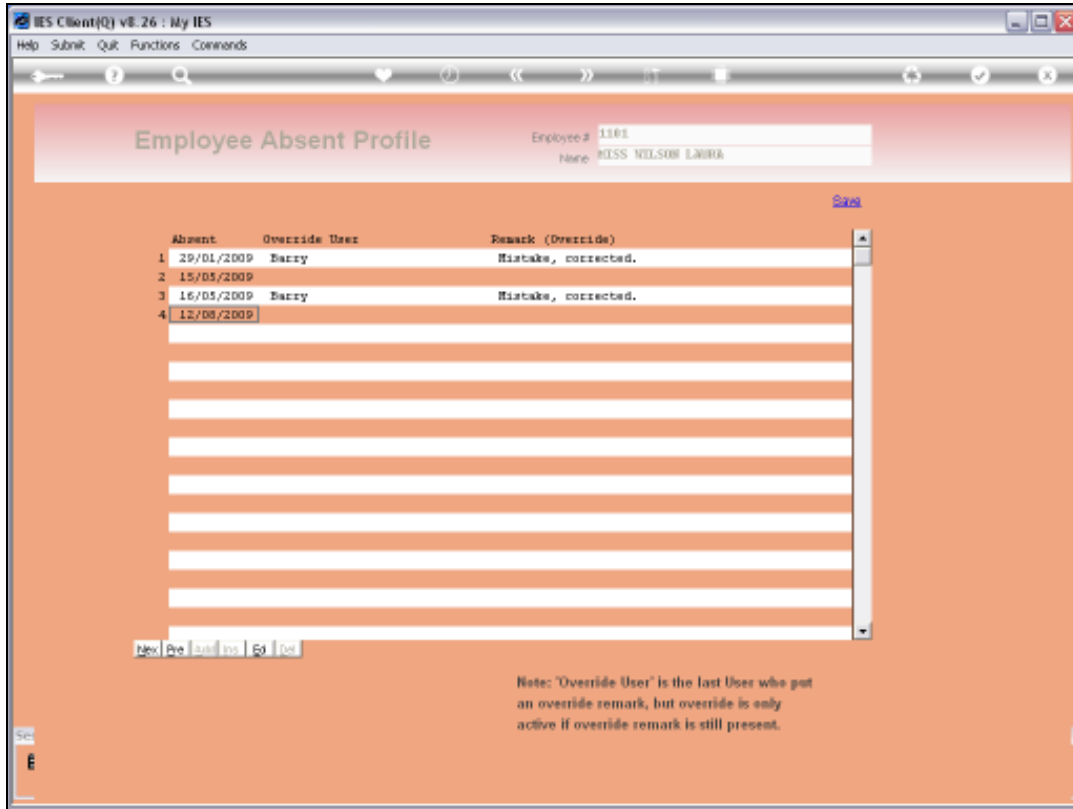 IES Client(Q) v8.26 : My IES
Help Submit Quit Functions Commands
Employee Absent Profile
Employee # 1101
Name MISS WILSON LAURA
Save
Absent Override User Remark (Override)
1 29/01/2009 Barry Mistake, corrected.
2 15/05/2009
3 16/05/2009 Barry Mistake, corrected.
4 12/08/2009
Nex Pre Add Ins Ed Del
Note: 'Override User' is the last User who put
an override remark, but override is only
active if override remark is still present.